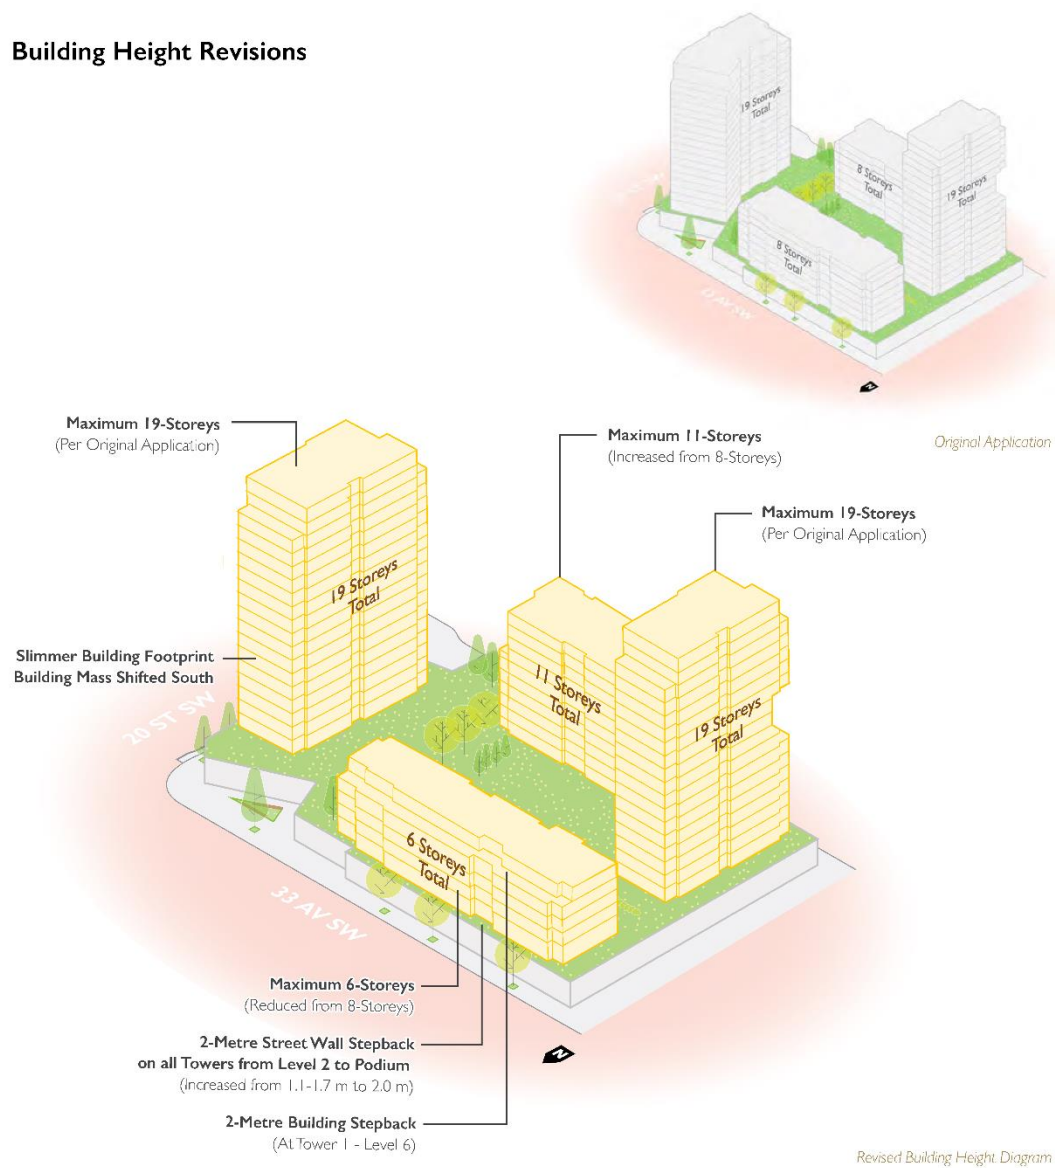 Building Height Revisions
19 Storeys
Total
8 Storeys
Total
19 Storeys
Total
8 Storeys
Total
33 AV SW
N
Original Application
Maximum 19-Storeys
(Per Original Application)
Maximum 11-Storeys
(Increased from 8-Storeys)
Maximum 19-Storeys
(Per Original Application)
19 Storeys
Total
Slimmer Building Footprint
Building Mass Shifted South
11 Storeys
Total
19 Storeys
Total
20 ST SW
6 Storeys
Total
33 AV SW
Maximum 6-Storeys
(Reduced from 8-Storeys)
2-Metre Street Wall Stepback
on all Towers from Level 2 to Podium
(Increased from 1.1-1.7 m to 2.0 m)
N
2-Metre Building Stepback
(At Tower 1 - Level 6)
Revised Building Height Diagram